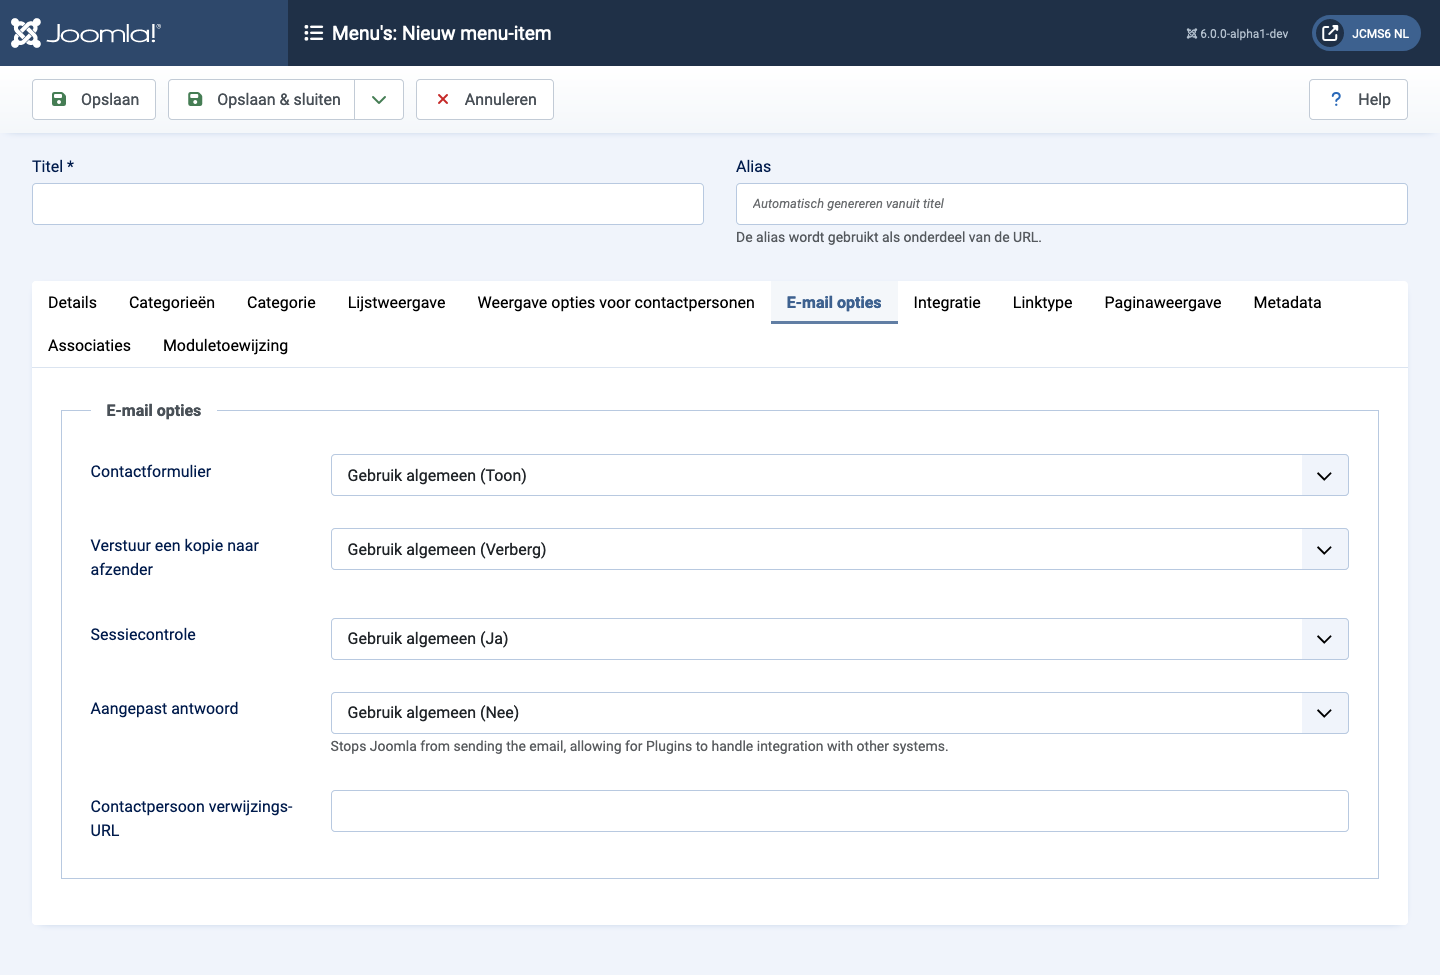 Joomla!®
Menu's: Nieuw menu-item
6.0.0-alpha1-dev
JCMS6 NL
Opslaan
Opslaan & sluiten
Annuleren
? Help
Titel *
Alias
Automatisch genereren vanuit titel
De alias wordt gebruikt als onderdeel van de URL.
Details Categorieën Categorie Lijstweergave Weergave opties voor contactpersonen E-mail opties Integratie Linktype Paginaweergave Metadata
Associaties Moduletoewijzing
E-mail opties
Contactformulier
Gebruik algemeen (Toon)
Verstuur een kopie naar
afzender
Gebruik algemeen (Verberg)
Sessiecontrole
Gebruik algemeen (Ja)
Aangepast antwoord
Gebruik algemeen (Nee)
Stops Joomla from sending the email, allowing for Plugins to handle integration with other systems.
Contactpersoon verwijzings-
URL